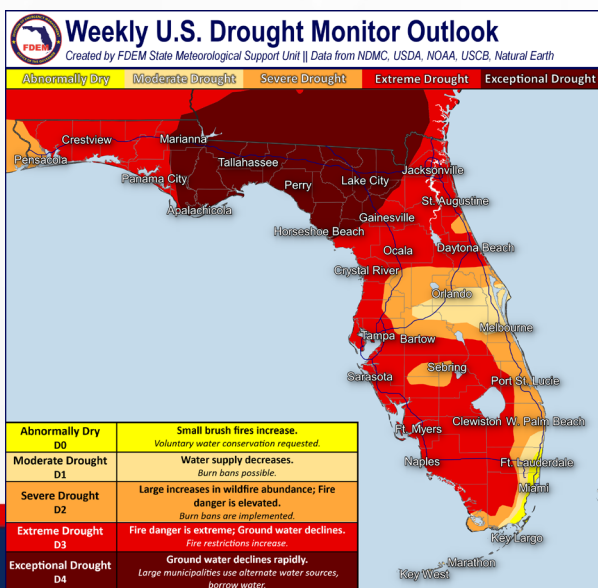 FDEM
Weekly U.S. Drought Monitor Outlook
Created by FDEM State Meteorological Support Unit || Data from NDMC, USDA, NOAA, USCB, Natural Earth
Abnormally Dry Moderate Drought Severe Drought Extreme Drought Exceptional Drought
Crestview
Marianna
Pensacola
Tallahassee
Jacksonville
Panama City
Perry
Lake City
Apalachicola
St. Augustine
Gainesville
Horseshoe Beach
Ocala
Daytona Beach
Crystal River
Orlando
Melbourne
Tampa
Bartow
Sebring
Sarasota
Port St. Lucie
Ft. Myers
Clewiston
W. Palm Beach
Naples
Ft. Lauderdale
Miami
Key Largo
Marathon
Key West
Abnormally Dry
D0
Small brush fires increase.
Voluntary water conservation requested.
Moderate Drought
D1
Water supply decreases.
Burn bans possible.
Severe Drought
D2
Large increases in wildfire abundance; Fire
danger is elevated.
Burn bans are implemented.
Extreme Drought
D3
Fire danger is extreme; Ground water declines.
Fire restrictions increase.
Exceptional Drought
D4
Ground water declines rapidly.
Large municipalities use alternate water sources,
borrow water.